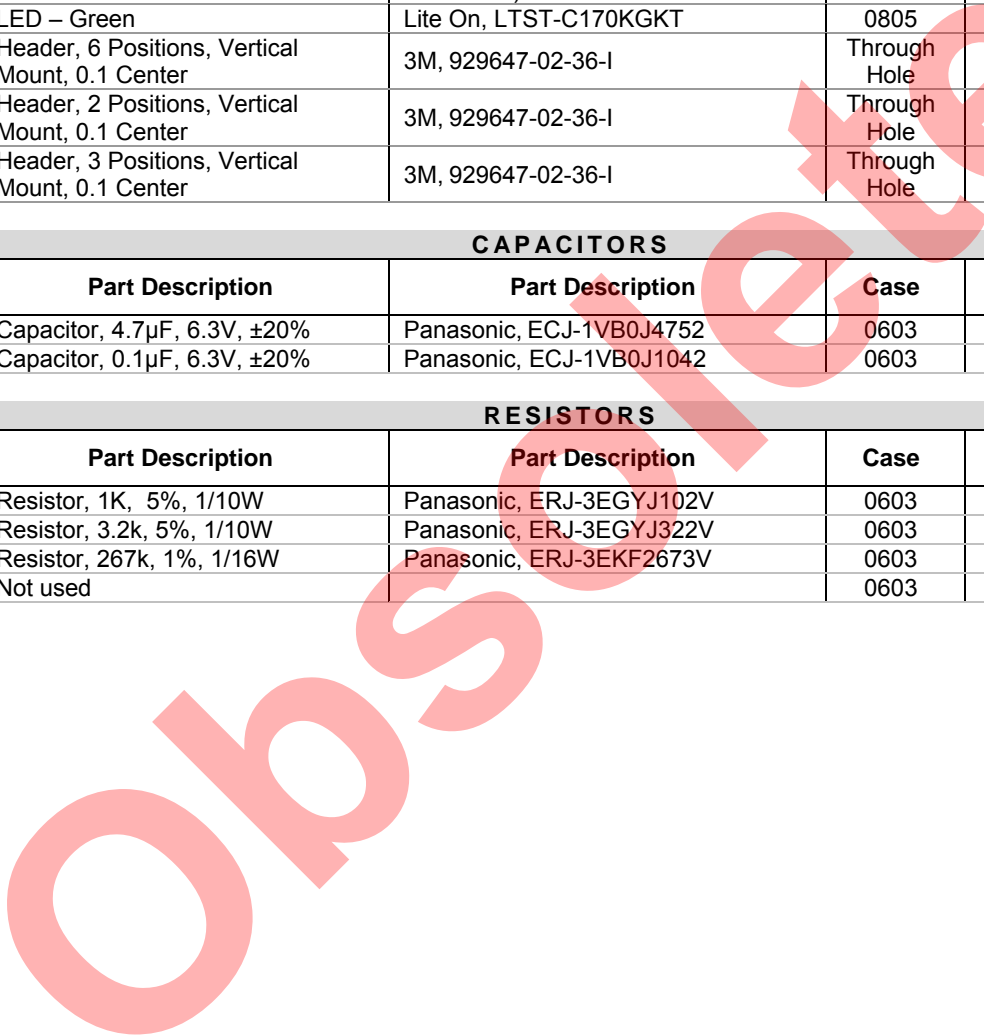 LED – Green Lite On, LTST-C170KGKT 0805
Header, 6 Positions, Vertical Mount, 0.1 Center 3M, 929647-02-36-I Through Hole
Header, 2 Positions, Vertical Mount, 0.1 Center 3M, 929647-02-36-I Through Hole
Header, 3 Positions, Vertical Mount, 0.1 Center 3M, 929647-02-36-I Through Hole
CAPACITORS
Part Description Part Description Case
Capacitor, 4.7µF, 6.3V, ±20% Panasonic, ECJ-1VB0J4752 0603
Capacitor, 0.1µF, 6.3V, ±20% Panasonic, ECJ-1VB0J1042 0603
RESISTORS
Part Description Part Description Case
Resistor, 1K, 5%, 1/10W Panasonic, ERJ-3EGYJ102V 0603
Resistor, 3.2k, 5%, 1/10W Panasonic, ERJ-3EGYJ322V 0603
Resistor, 267k, 1%, 1/16W Panasonic, ERJ-3EKF2673V 0603
Not used 0603
Obsolete